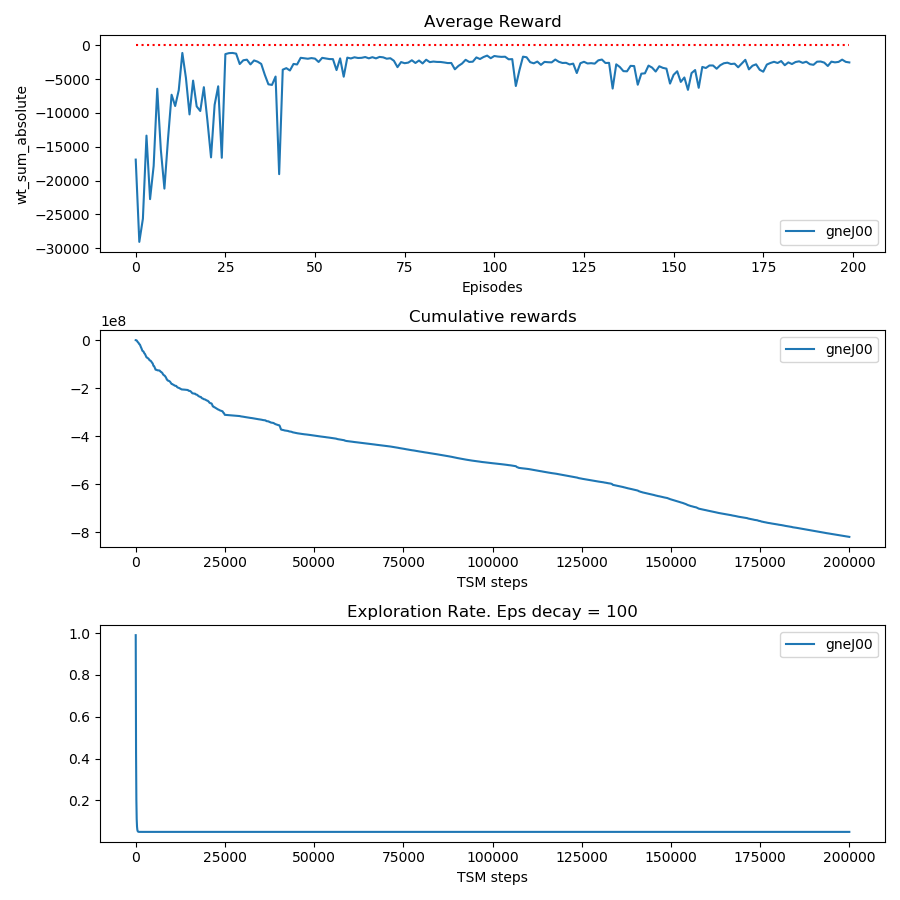 Average Reward
wt_sum_absolute
0
−5000
−10000
−15000
−20000
−25000
−30000
gneJ00
0 25 50 75 100 125 150 175 200
Episodes
Cumulative rewards
1e8
0
−2
−4
−6
−8
gneJ00
0 25000 50000 75000 100000 125000 150000 175000 200000
TSM steps
Exploration Rate. Eps decay = 100
1.0
0.8
0.6
0.4
0.2
gneJ00
0 25000 50000 75000 100000 125000 150000 175000 200000
TSM steps